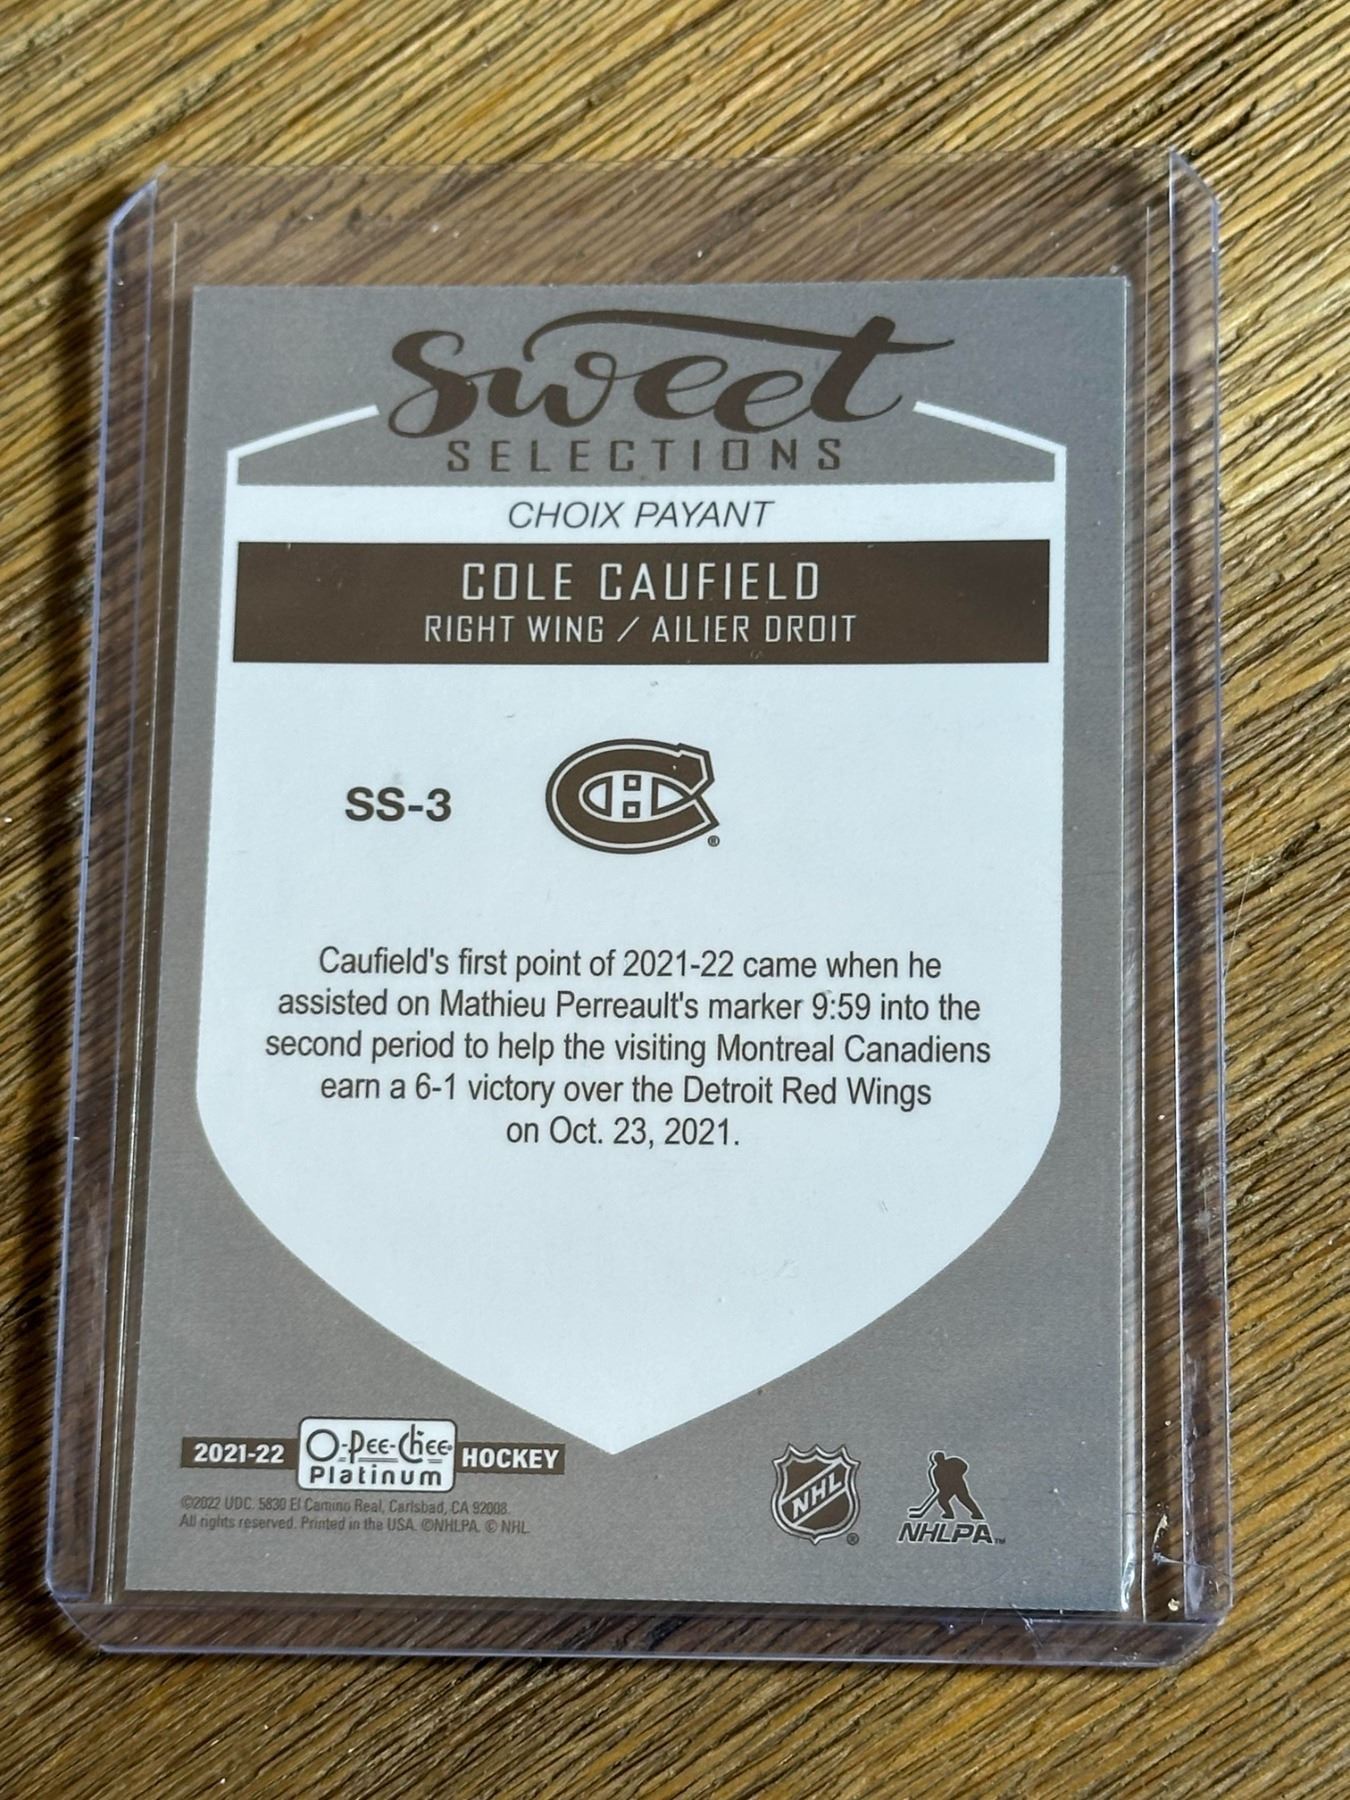 Sweet
SELECTIONS
CHOIX PAYANT
COLE CAUFIELD
RIGHT WING / AILIER DROIT
SS-3
CH
®
Caufield's first point of 2021-22 came when he
assisted on Mathieu Perreault's marker 9:59 into the
second period to help the visiting Montreal Canadiens
earn a 6-1 victory over the Detroit Red Wings
on Oct. 23, 2021.
2021-22 O-Pee-Chee Platinum HOCKEY
©2022 UDC. 5830 El Camino Real, Carlsbad, CA 92008.
All rights reserved. Printed in the USA. ©NHLPA. © NHL.
NHL ®
NHLPA™